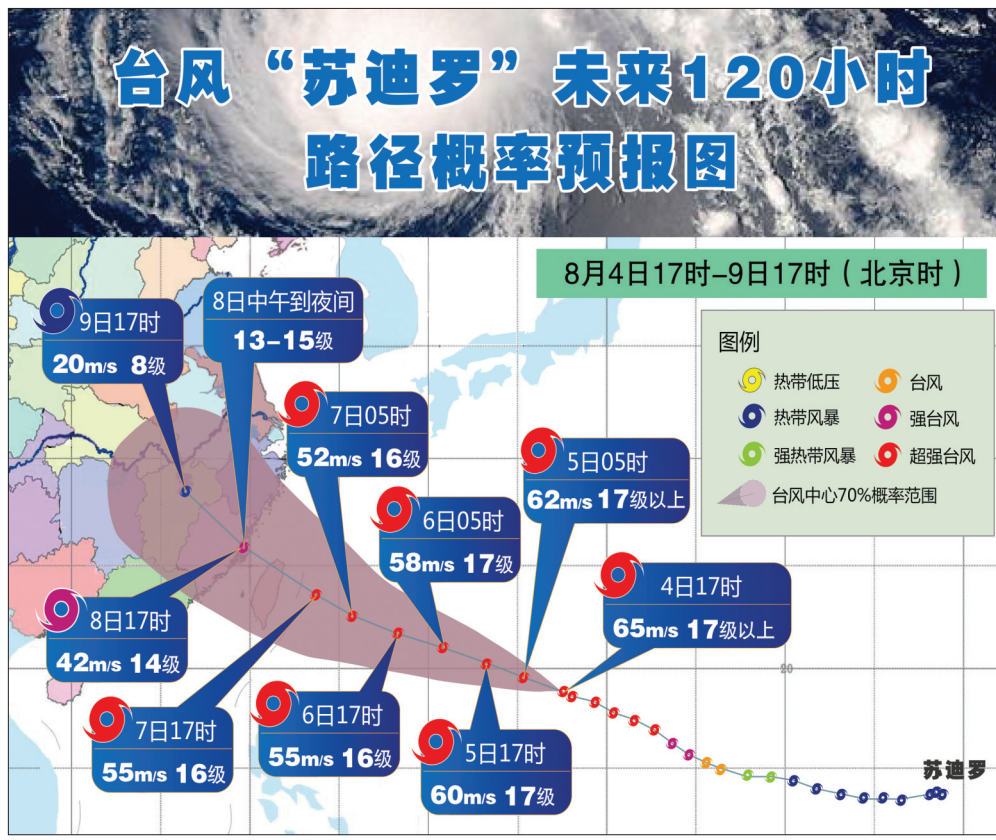 台风“苏迪罗”未来120小时
路径概率预报图
8月4日17时-9日17时(北京时)
图例
热带低压
台风
热带风暴
强台风
强热带风暴
超强台风
台风中心70%概率范围
9日17时
20m/s 8级
8日中午到夜间
13-15级
7日05时
52m/s 16级
6日05时
58m/s 17级
5日05时
62m/s 17级以上
4日17时
65m/s 17级以上
8日17时
42m/s 14级
7日17时
55m/s 16级
6日17时
55m/s 16级
5日17时
60m/s 17级
20
苏迪罗